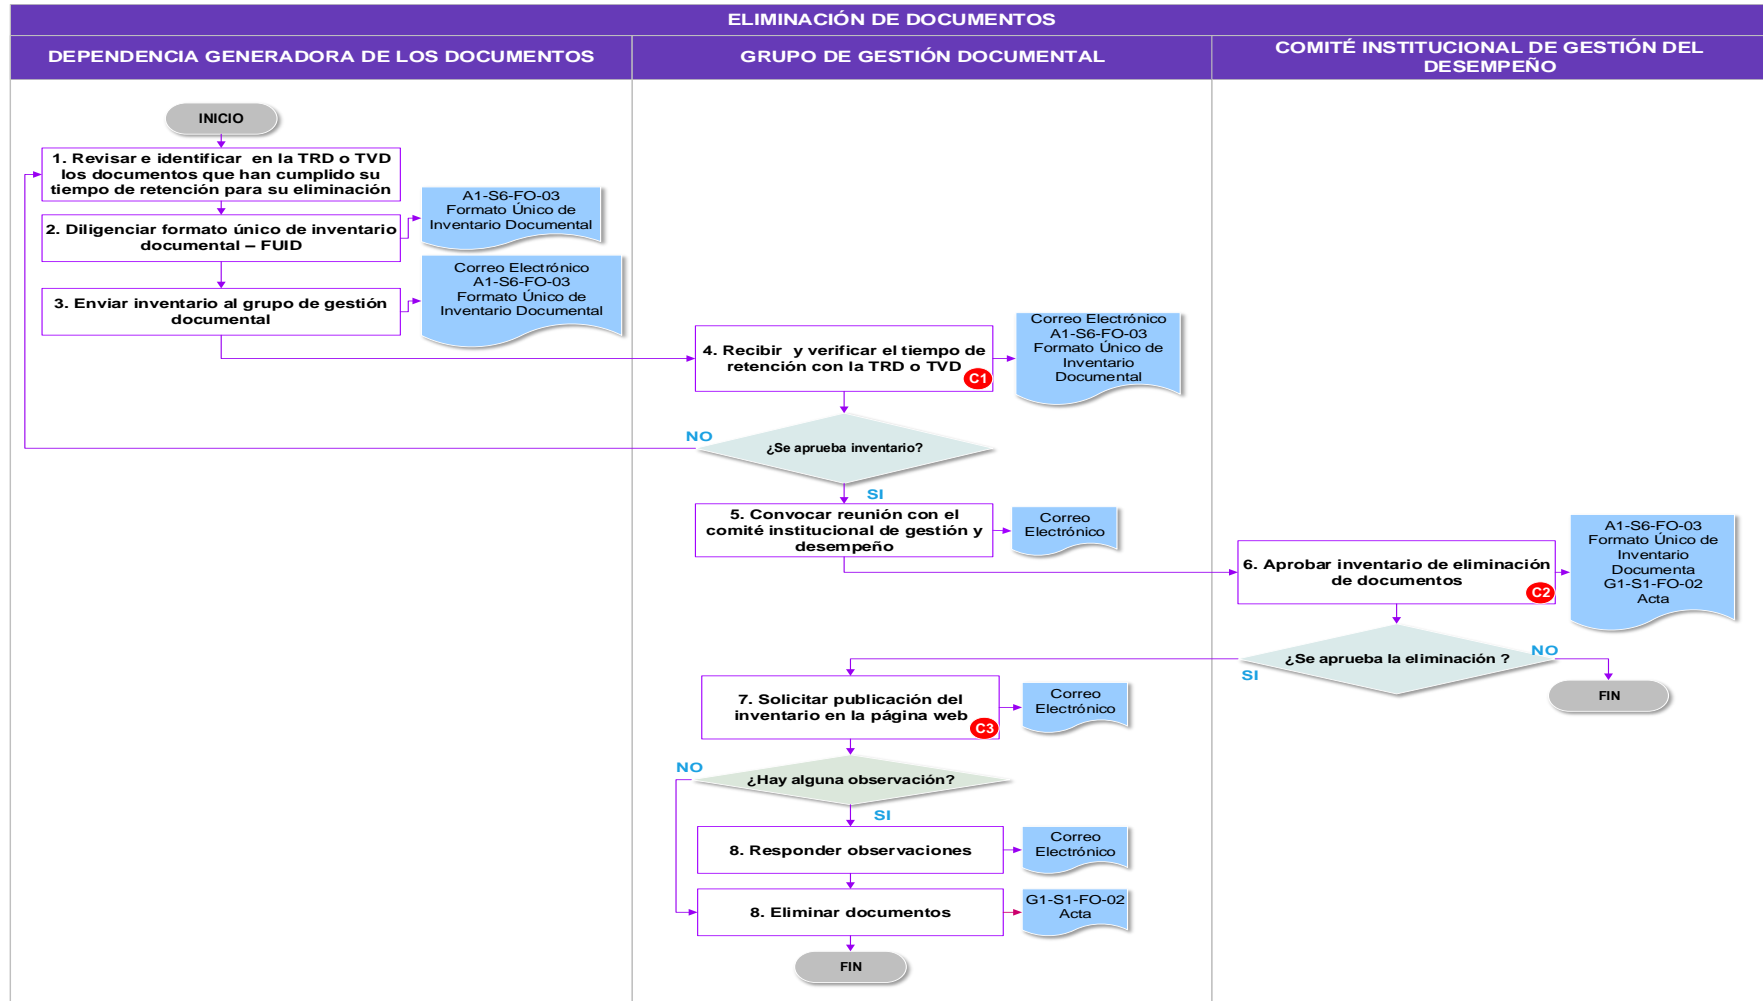 ELIMINACIÓN DE DOCUMENTOS
DEPENDENCIA GENERADORA DE LOS DOCUMENTOS
GRUPO DE GESTIÓN DOCUMENTAL
COMITÉ INSTITUCIONAL DE GESTIÓN DEL
DESEMPEÑO
INICIO
1. Revisar e identificar en la TRD o TVD
los documentos que han cumplido su
tiempo de retención para su eliminación
A1-S6-FO-03
Formato Único de
Inventario Documental
2. Diligenciar formato único de inventario
documental – FUID
Correo Electrónico
A1-S6-FO-03
Formato Único de
Inventario Documental
3. Enviar inventario al grupo de gestión
documental
4. Recibir y verificar el tiempo de
retención con la TRD o TVD
C1
Correo Electrónico
A1-S6-FO-03
Formato Único de
Inventario
Documental
NO
¿Se aprueba inventario?
SI
5. Convocar reunión con el
comité institucional de gestión y
desempeño
Correo
Electrónico
6. Aprobar inventario de eliminación
de documentos
C2
A1-S6-FO-03
Formato Único de
Inventario
Documenta
G1-S1-FO-02
Acta
¿Se aprueba la eliminación ?
NO
SI
FIN
7. Solicitar publicación del
inventario en la página web
C3
Correo
Electrónico
NO
¿Hay alguna observación?
SI
8. Responder observaciones
Correo
Electrónico
8. Eliminar documentos
G1-S1-FO-02
Acta
FIN